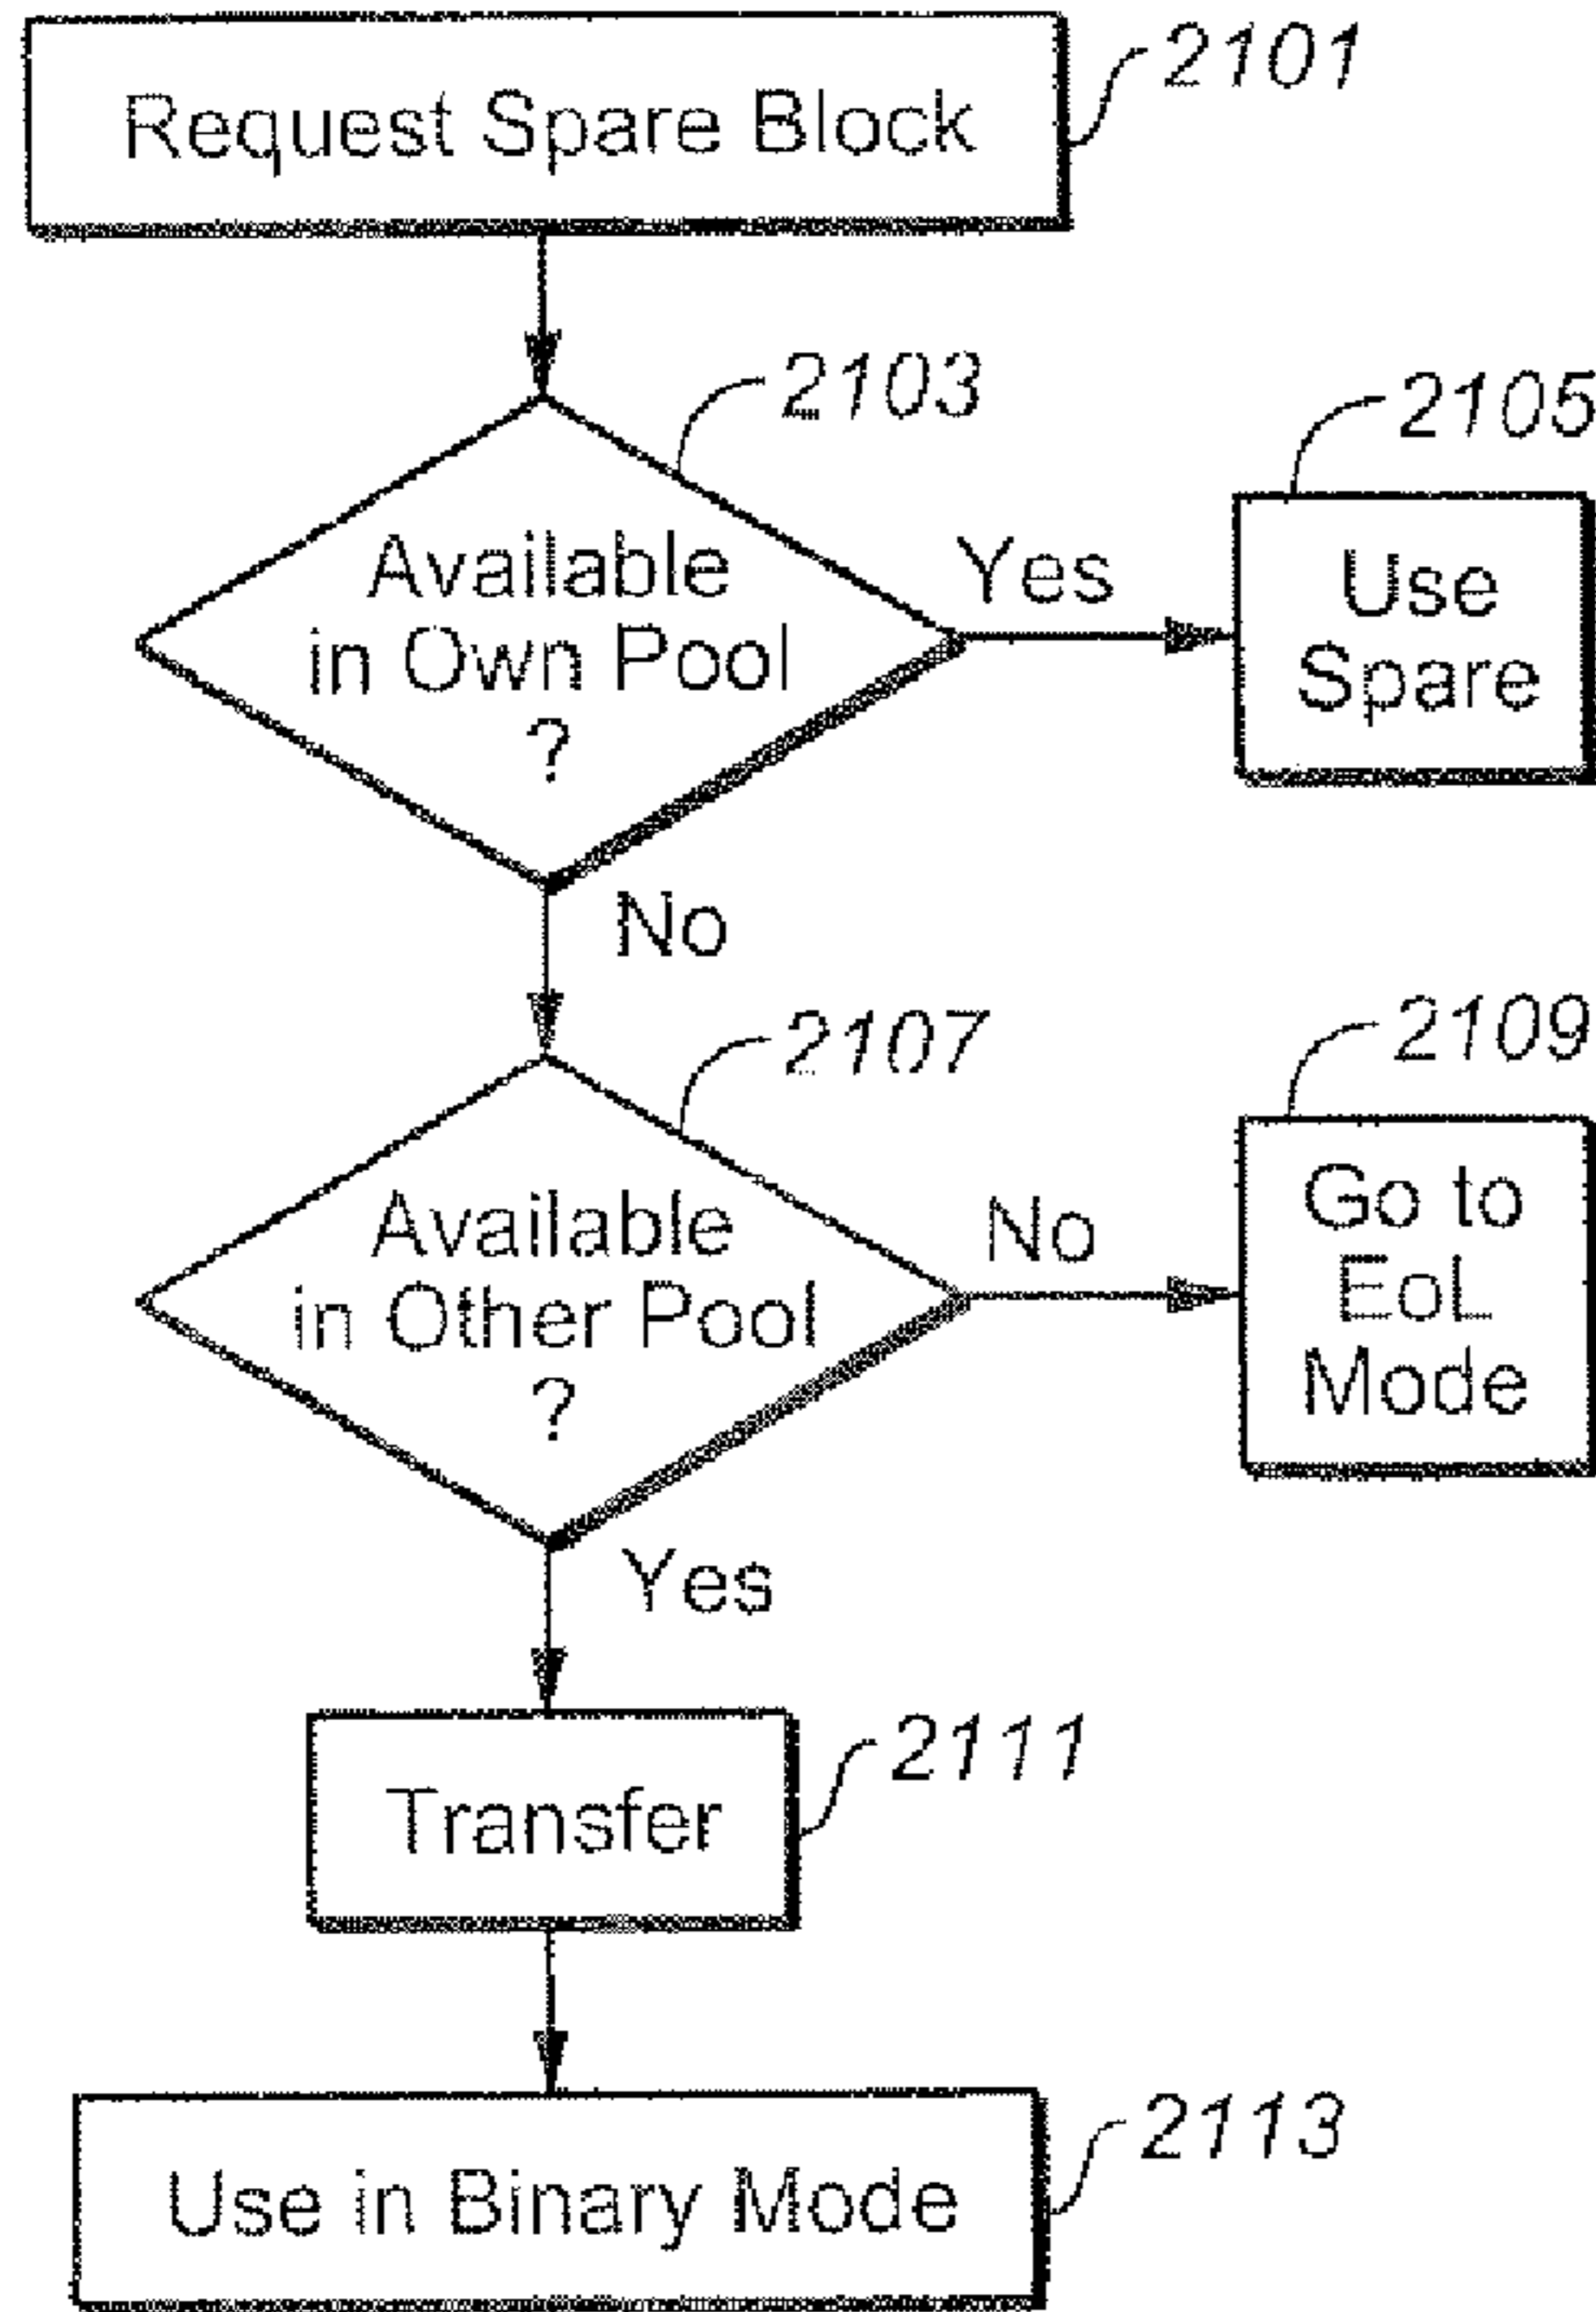 Request Spare Block
2101
2103
Available
in Own Pool
?
Yes
2105
Use
Spare
No
2107
Available
in Other Pool
?
No
2109
Go to
EoL
Mode
Yes
Transfer
2111
Use in Binary Mode
2113